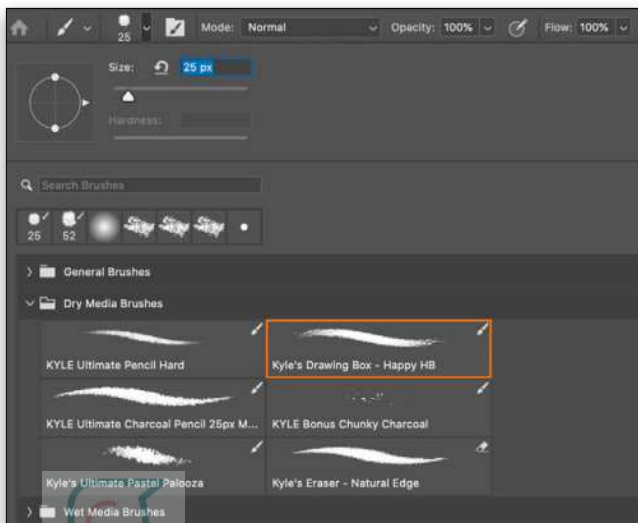 25 Mode: Normal Opacity: 100% Flow: 100%
Size: 25 px
Hardness:
Search Brushes
25 52
General Brushes
Dry Media Brushes
KYLE Ultimate Pencil Hard Kyle's Drawing Box - Happy HB
KYLE Ultimate Charcoal Pencil 25px M... KYLE Bonus Chunky Charcoal
Kyle's Ultimate Pastel Palooza Kyle's Eraser - Natural Edge
Wet Media Brushes